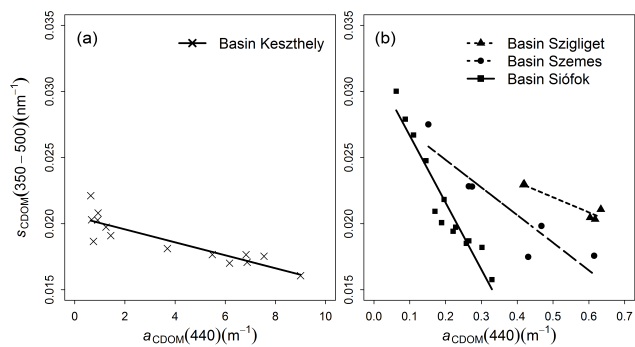 (a)
Basin Keszthely
(b)
Basin Szigliget
Basin Szemes
Basin Siófok
0.035
0.030
0.025
0.020
0.015
0.035
0.030
0.025
0.020
0.015
sCDOM(350−500)(nm⁻¹)
0 2 4 6 8 10
0.0 0.1 0.2 0.3 0.4 0.5 0.6 0.7
aCDOM(440)(m⁻¹)
aCDOM(440)(m⁻¹)